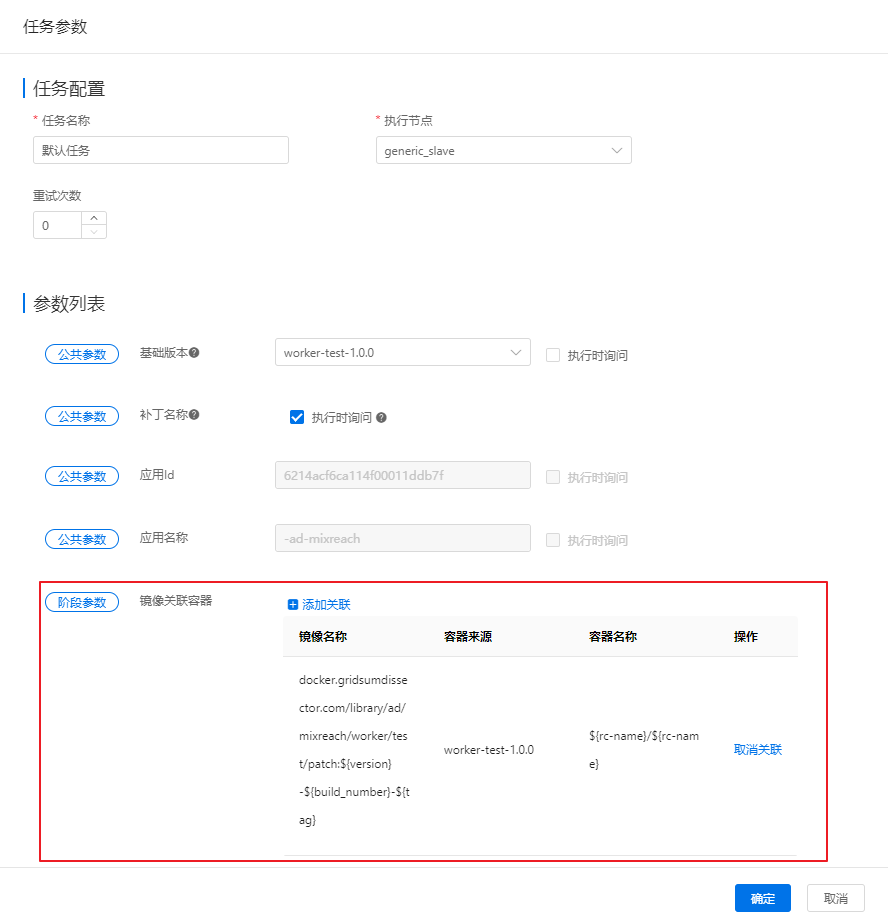 任务参数
任务配置
* 任务名称
* 执行节点
默认任务
generic_slave
重试次数
0
参数列表
公共参数 基础版本 worker-test-1.0.0 执行时询问
公共参数 补丁名称 执行时询问
公共参数 应用Id 6214acf6ca114f00011ddb7f 执行时询问
公共参数 应用名称 -ad-mixreach 执行时询问
阶段参数 镜像关联容器 添加关联
镜像名称 容器来源 容器名称 操作
docker.gridsumdisse
ctor.com/library/ad/
mixreach/worker/tes
t/patch:${version}
-${build_number}-${t
ag}
worker-test-1.0.0
${rc-name}/${rc-nam
e}
取消关联
确定 取消